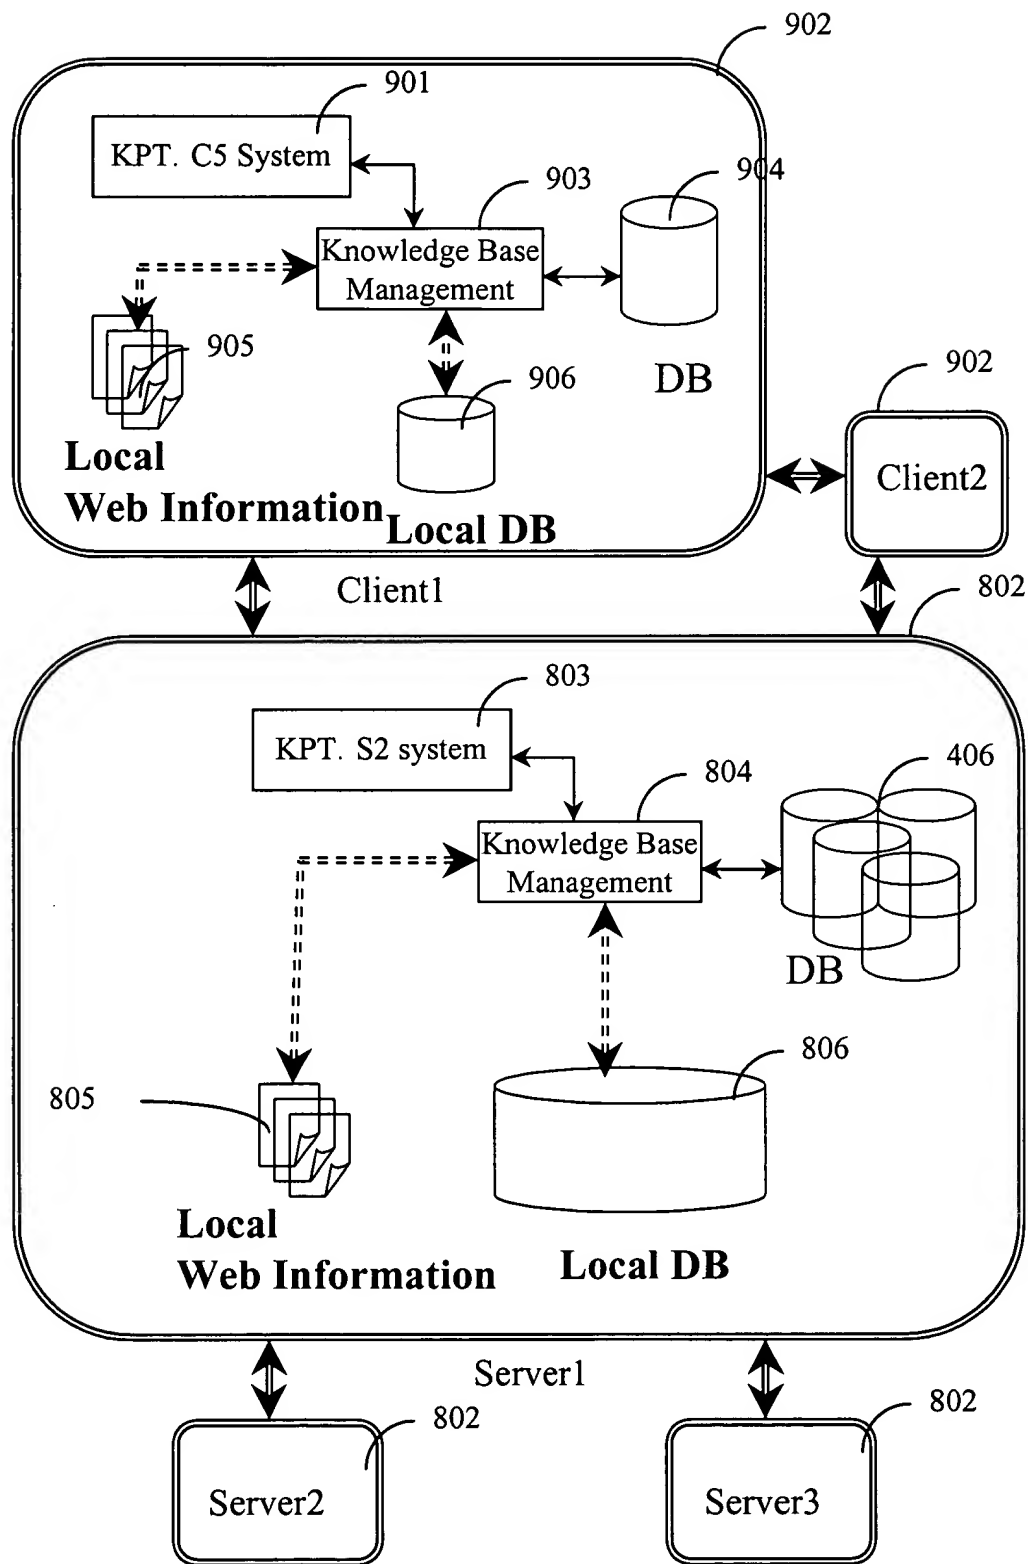 902
901
KPT. C5 System
903
904
Knowledge Base
Management
905
906
DB
902
Local
Web Information
Local DB
Client2
Client1
802
803
KPT. S2 system
804
406
Knowledge Base
Management
DB
806
805
Local
Web Information
Local DB
Server1
802
802
Server2
Server3